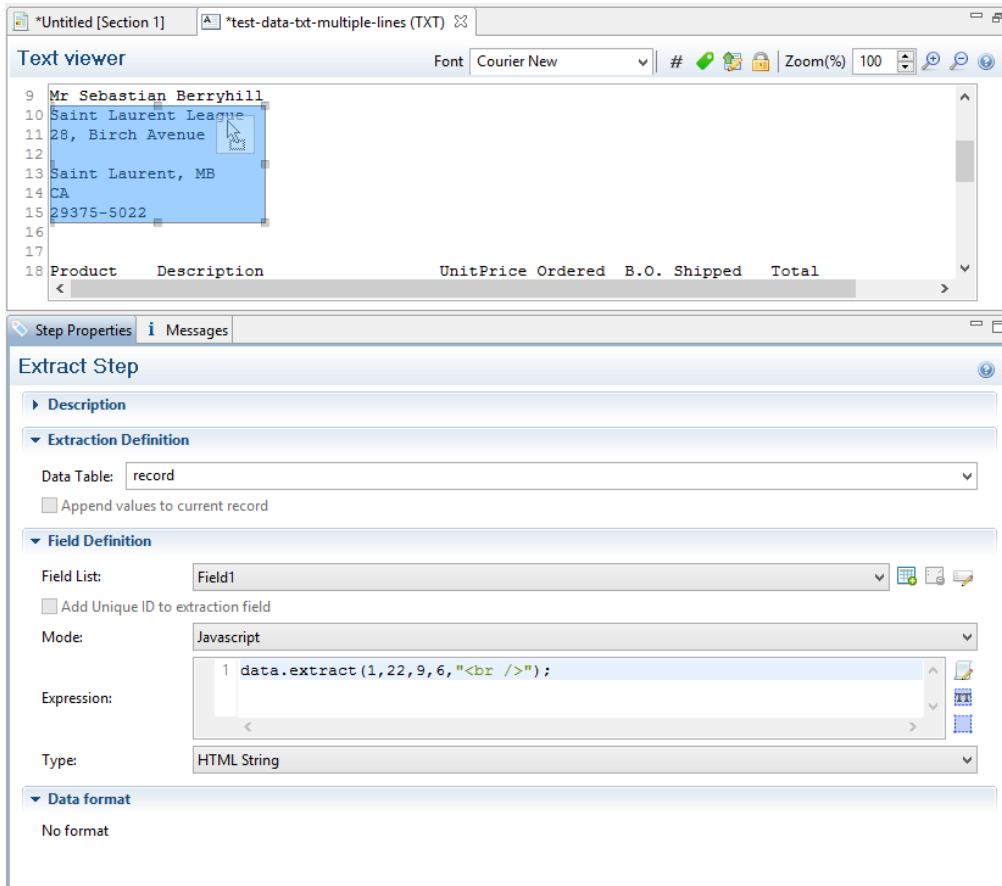 *Untitled [Section 1] *test-data-txt-multiple-lines (TXT)
Text viewer Font Courier New # Zoom(%) 100
9 Mr Sebastian Berryhill
10 Saint Laurent League
11 28, Birch Avenue
12
13 Saint Laurent, MB
14 CA
15 29375-5022
16
17
18 Product Description UnitPrice Ordered B.O. Shipped Total
Step Properties i Messages
Extract Step
Description
Extraction Definition
Data Table: record
Append values to current record
Field Definition
Field List: Field1
Add Unique ID to extraction field
Mode: Javascript
Expression: 1 data.extract(1,22,9,6,"<br />");
TT
Type: HTML String
Data format
No format